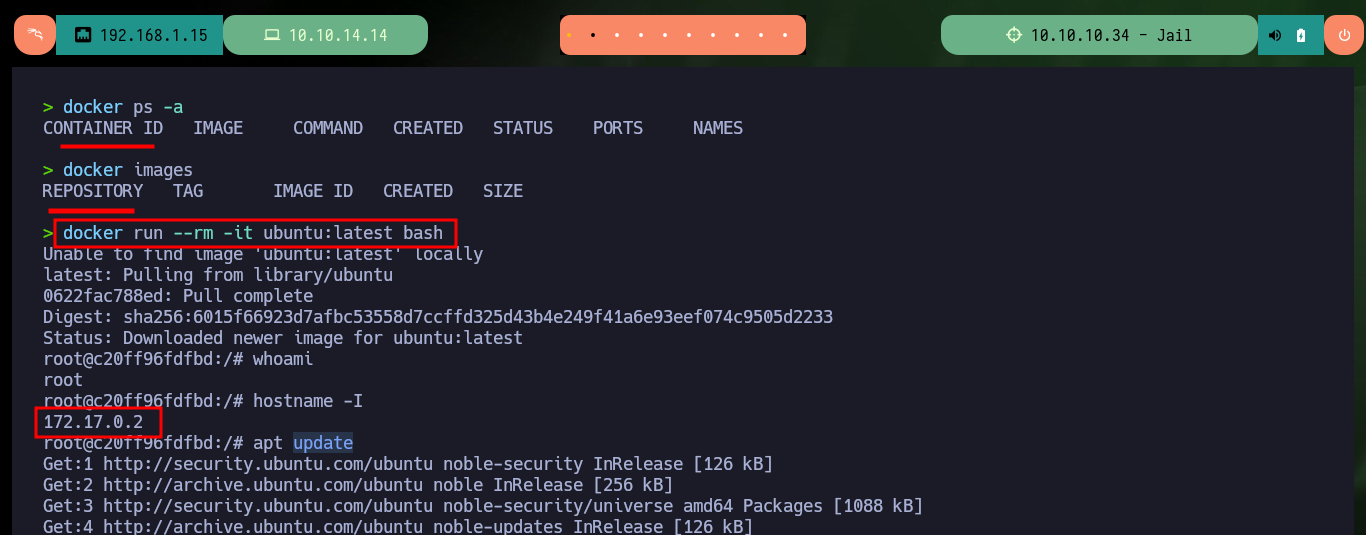 192.168.1.15 10.10.14.14 10.10.10.34 - Jail
> docker ps -a
CONTAINER ID   IMAGE     COMMAND   CREATED   STATUS    PORTS     NAMES
> docker images
REPOSITORY   TAG       IMAGE ID   CREATED   SIZE
> docker run --rm -it ubuntu:latest bash
Unable to find image 'ubuntu:latest' locally
latest: Pulling from library/ubuntu
0622fac788ed: Pull complete
Digest: sha256:6015f66923d7afbc53558d7ccffd325d43b4e249f41a6e93eef074c9505d2233
Status: Downloaded newer image for ubuntu:latest
root@c20ff96fdfbd:/# whoami
root
root@c20ff96fdfbd:/# hostname -I
172.17.0.2
root@c20ff96fdfbd:/# apt update
Get:1 http://security.ubuntu.com/ubuntu noble-security InRelease [126 kB]
Get:2 http://archive.ubuntu.com/ubuntu noble InRelease [256 kB]
Get:3 http://security.ubuntu.com/ubuntu noble-security/universe amd64 Packages [1088 kB]
Get:4 http://archive.ubuntu.com/ubuntu noble-updates InRelease [126 kB]